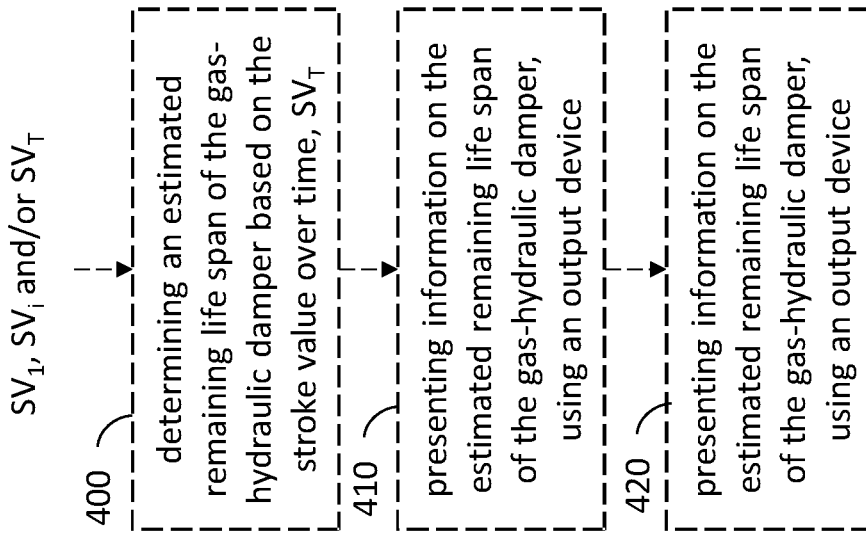 SV₁, SVᵢ and/or SV_T
400
determining an estimated
remaining life span of the gas-
hydraulic damper based on the
stroke value over time, SV_T
410
presenting information on the
estimated remaining life span
of the gas-hydraulic damper,
using an output device
420
presenting information on the
estimated remaining life span
of the gas-hydraulic damper,
using an output device